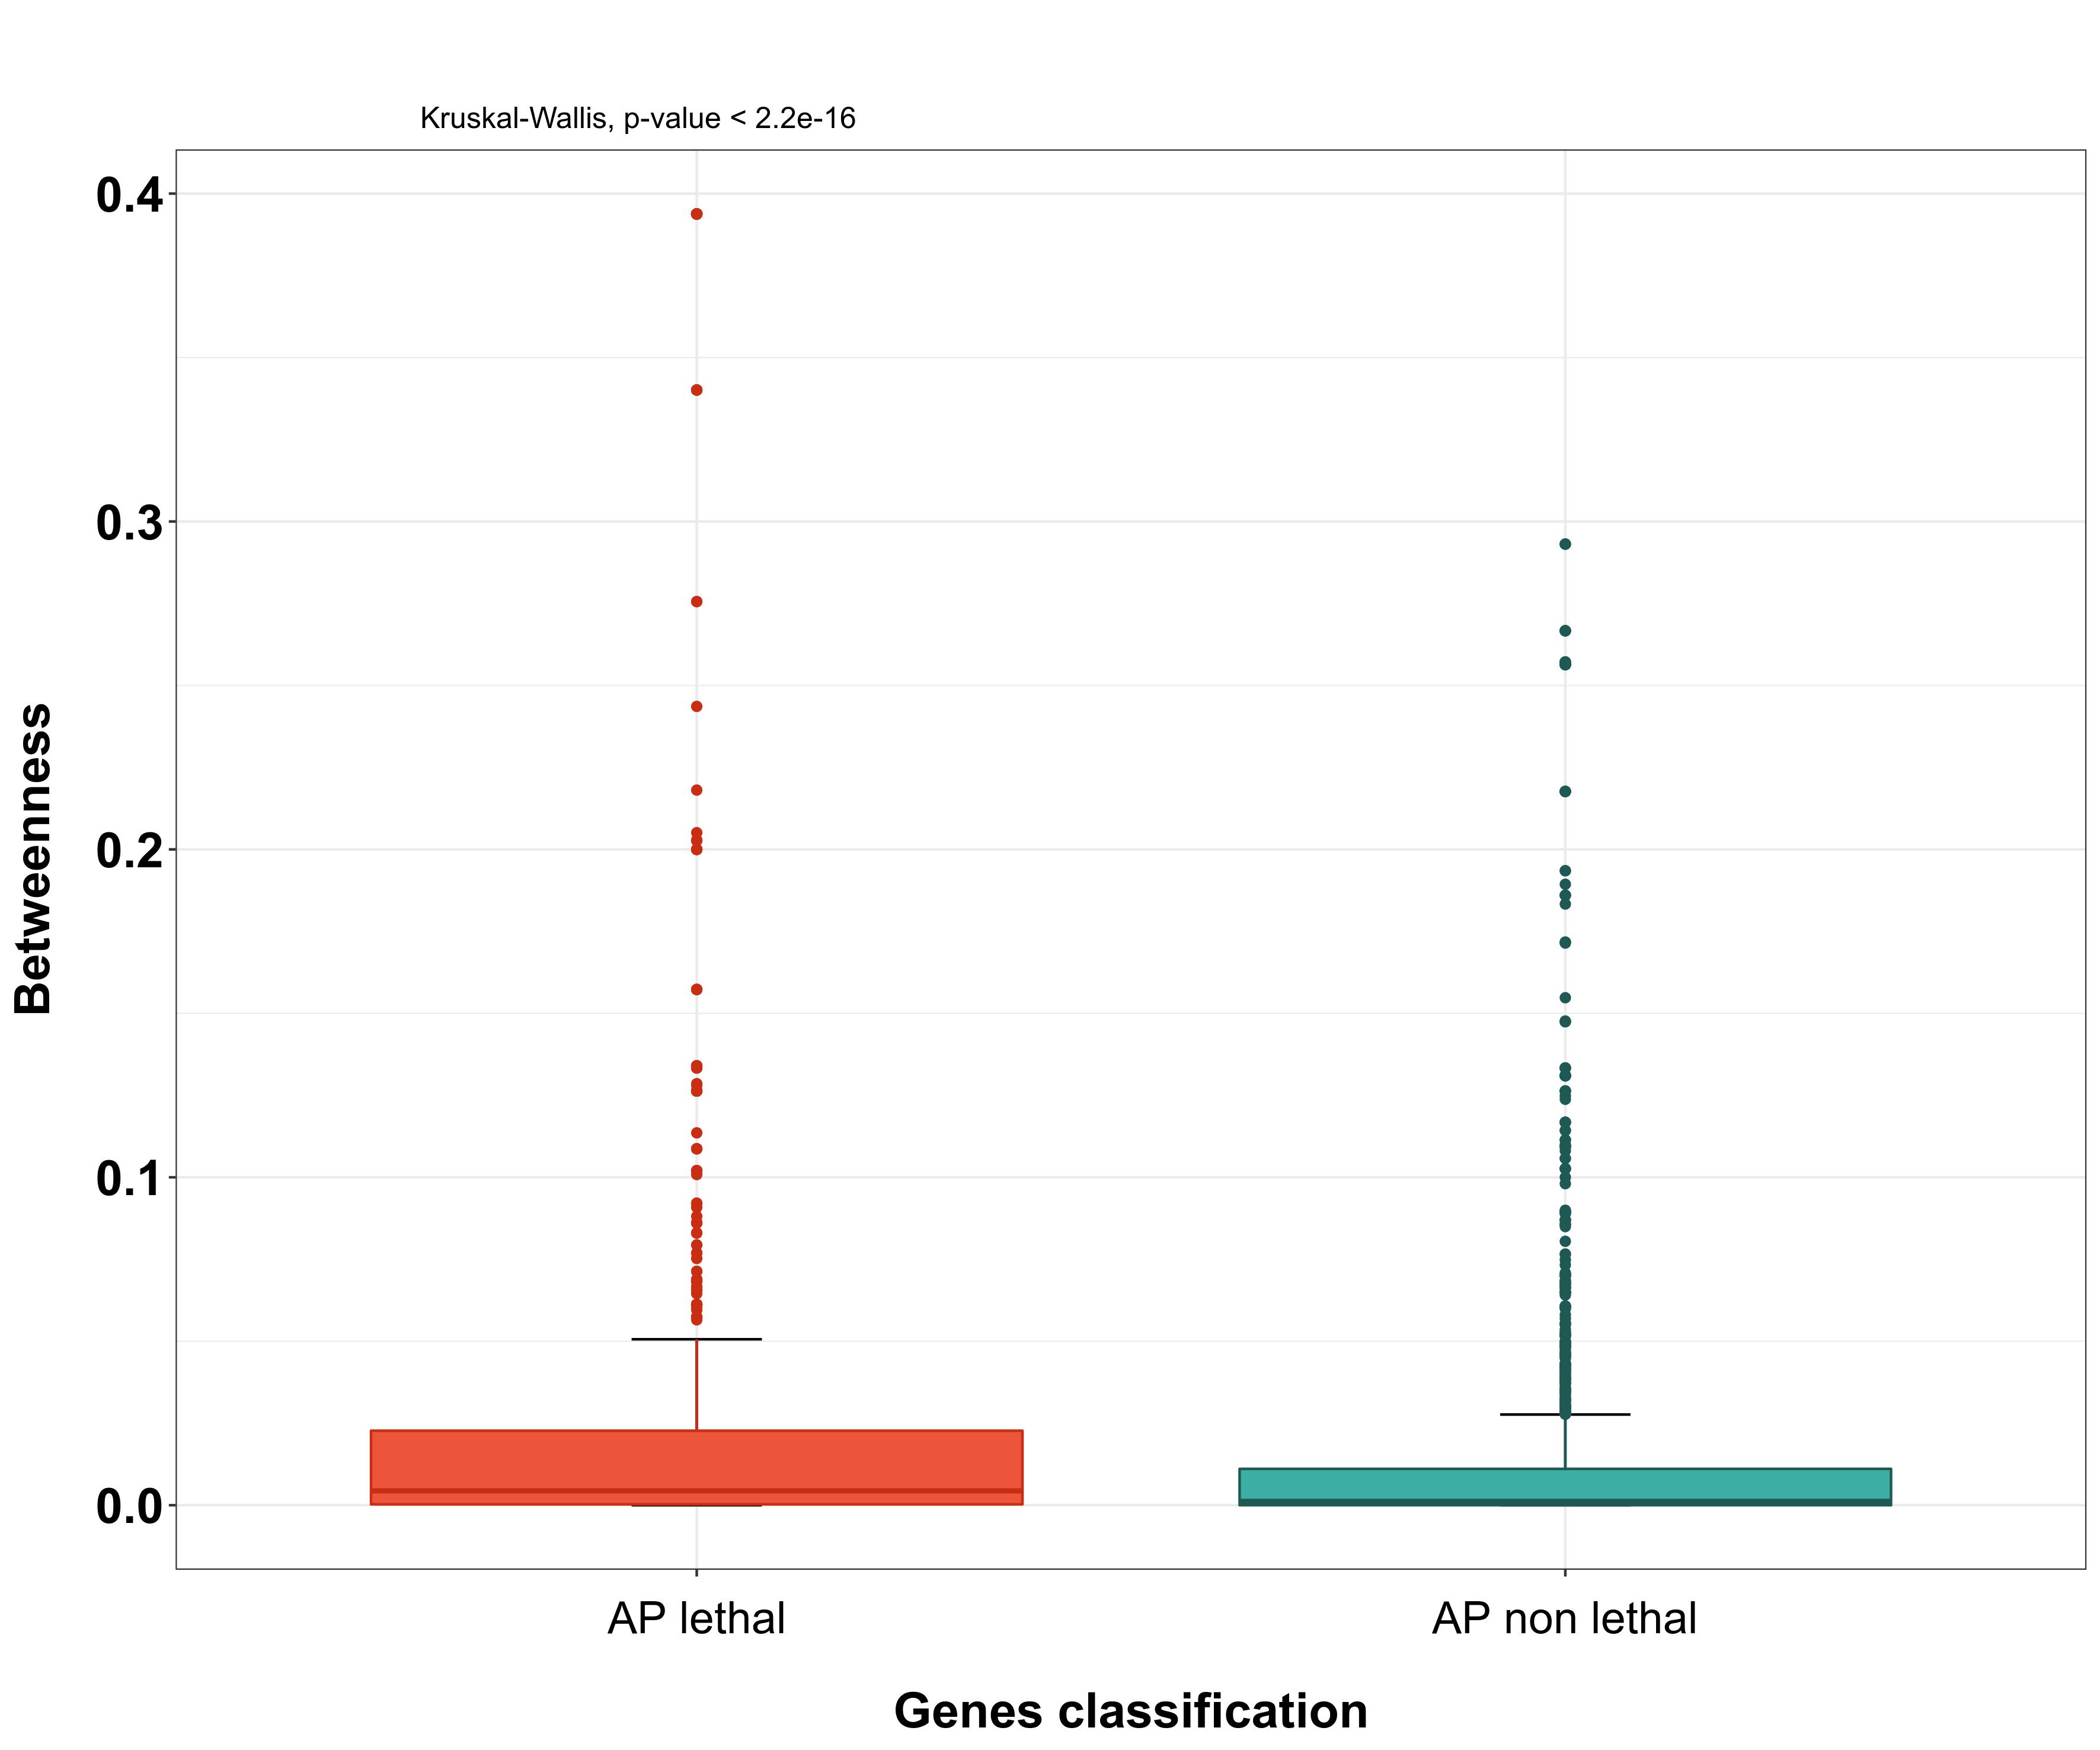 Kruskal-Wallis, p-value < 2.2e-16
0.4
0.3
0.2
0.1
0.0
Betweenness
AP lethal
AP non lethal
Genes classification